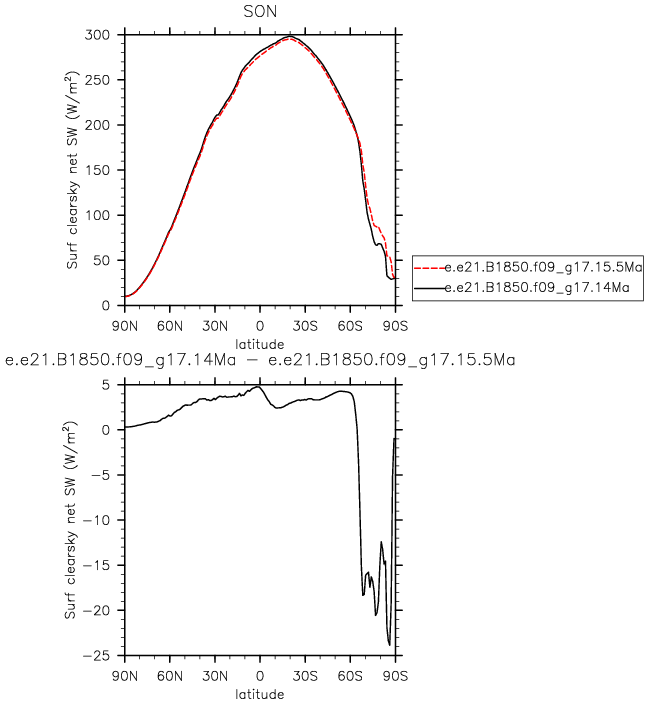 SON
300
250
200
150
100
50
0
Surf clearsky net SW (W/m²)
90N 60N 30N 0 30S 60S 90S
latitude
e.e21.B1850.f09_g17.15.5Ma
e.e21.B1850.f09_g17.14Ma
e.e21.B1850.f09_g17.14Ma – e.e21.B1850.f09_g17.15.5Ma
5
0
−5
−10
−15
−20
−25
Surf clearsky net SW (W/m²)
90N 60N 30N 0 30S 60S 90S
latitude